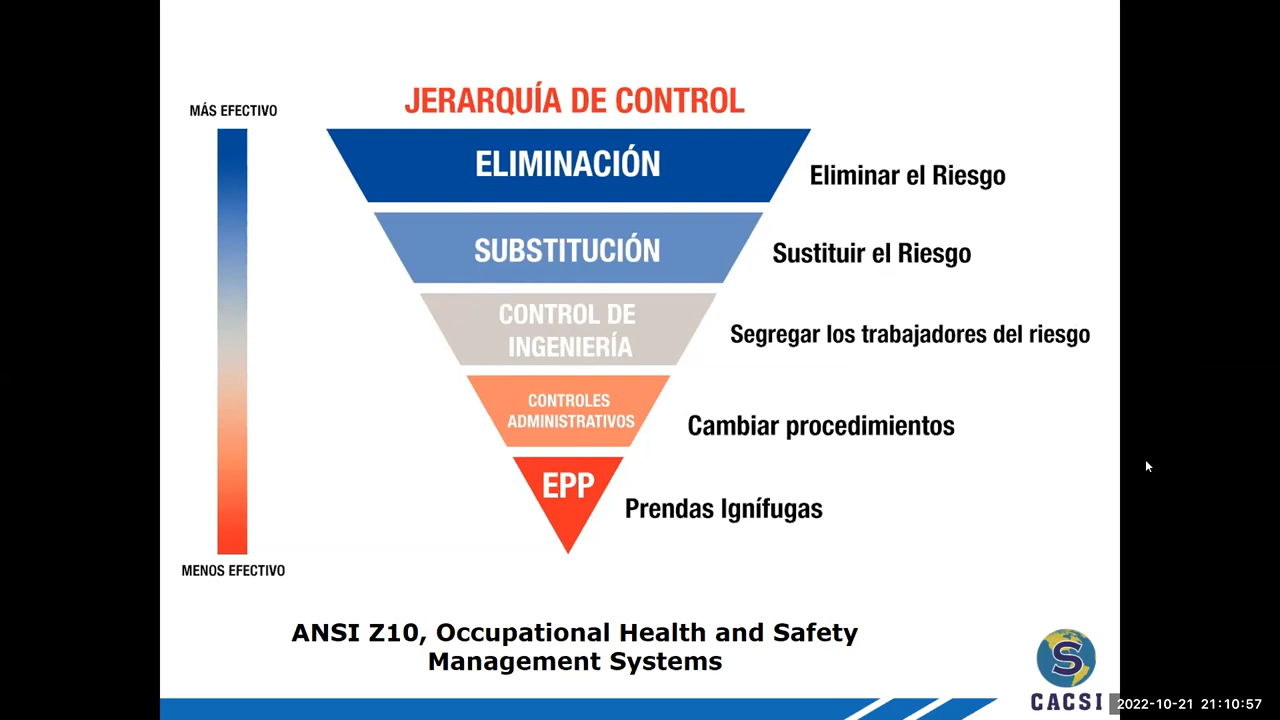 JERARQUÍA DE CONTROL
MÁS EFECTIVO
ELIMINACIÓN
Eliminar el Riesgo
SUBSTITUCIÓN
Sustituir el Riesgo
CONTROL DE
INGENIERÍA
Segregar los trabajadores del riesgo
CONTROLES
ADMINISTRATIVOS
Cambiar procedimientos
EPP
Prendas Ignífugas
MENOS EFECTIVO
ANSI Z10, Occupational Health and Safety
Management Systems
S
CACSI
2022-10-21 21:10:57